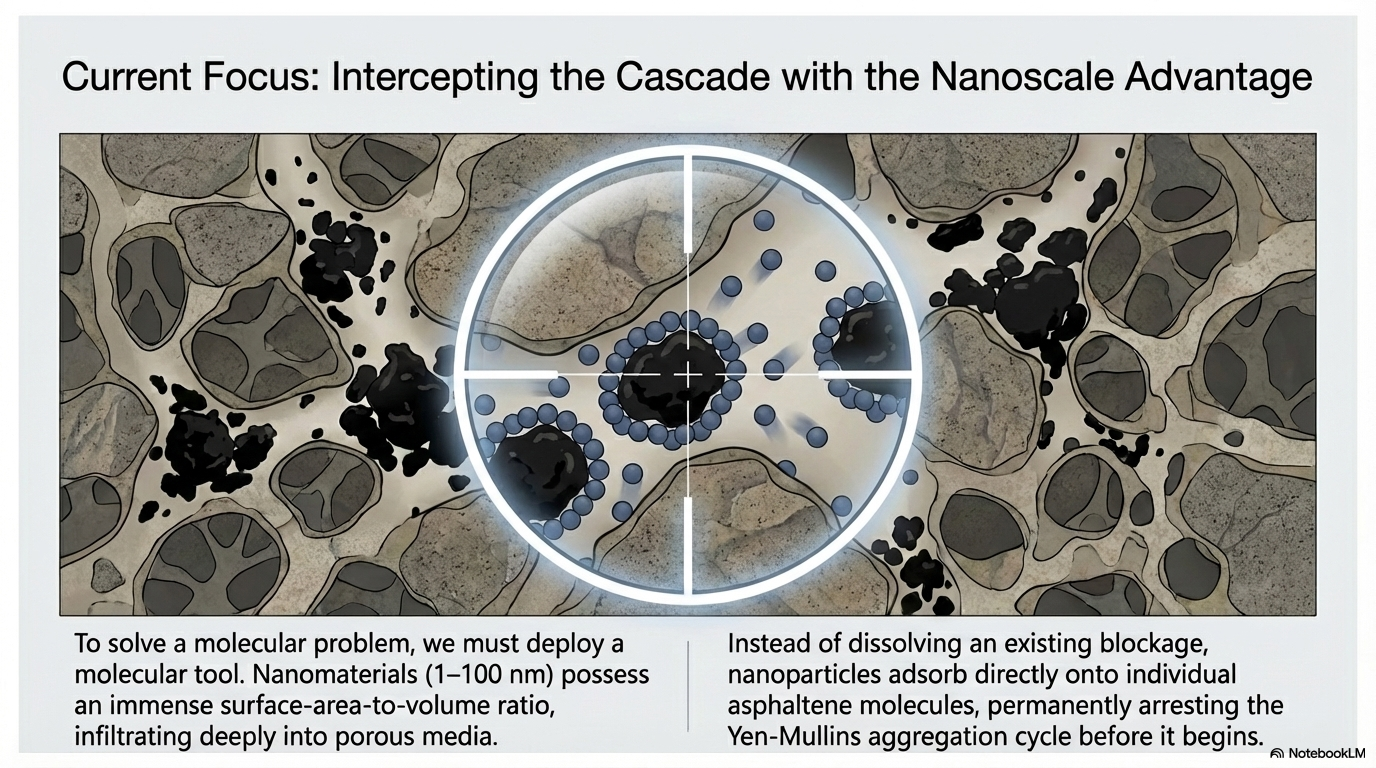 Current Focus: Intercepting the Cascade with the Nanoscale Advantage
To solve a molecular problem, we must deploy a
molecular tool. Nanomaterials (1–100 nm) possess
an immense surface-area-to-volume ratio,
infiltrating deeply into porous media.
Instead of dissolving an existing blockage,
nanoparticles adsorb directly onto individual
asphaltene molecules, permanently arresting the
Yen-Mullins aggregation cycle before it begins.
NotebookLM